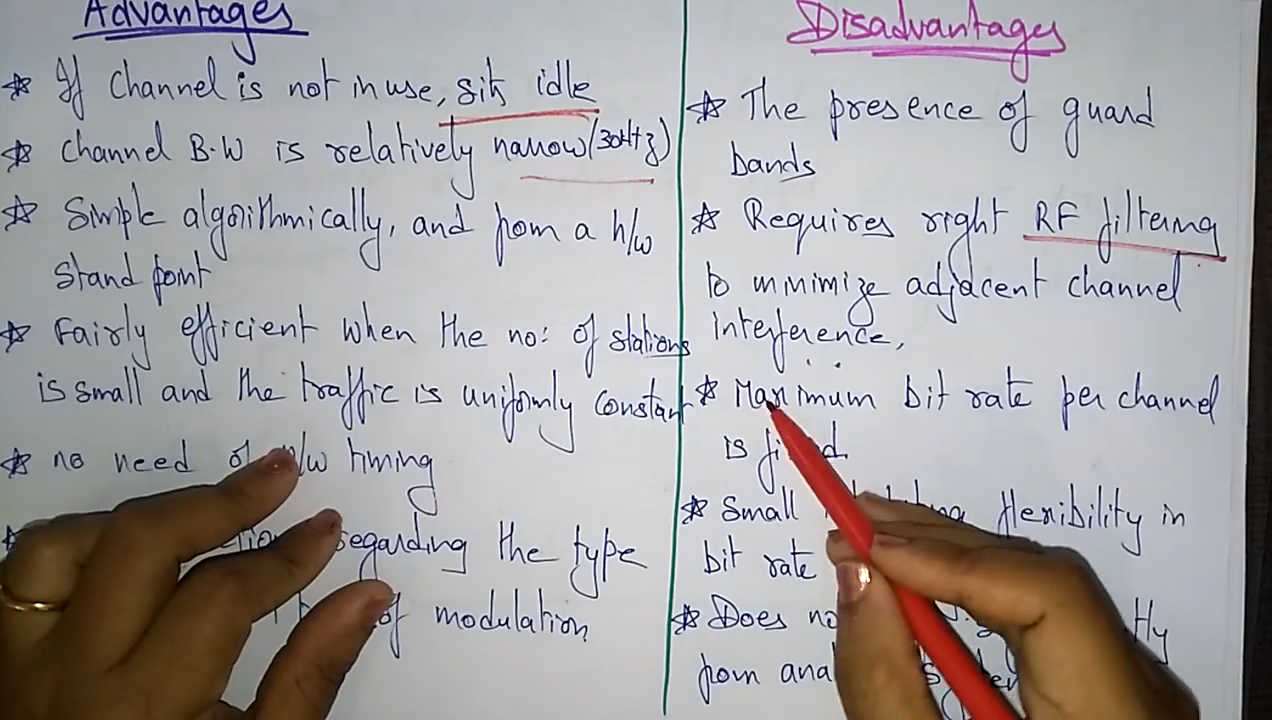 Advantages
☆ If Channel is not in use, sits idle
☆ Channel B.W is relatively narrow (30kHz)
☆ Simple algorithmically, and from a h/w
stand point
☆ Fairly efficient when the no: of stations
is small and the traffic is uniformly constant
☆ no need of n/w timing
☆ regarding the type
of modulation
Disadvantages
☆ The presence of guard
bands
☆ Requires right RF filtering
to minimize adjacent channel
interference,
☆ Maximum bit rate per channel
is fixed.
☆ Small flexibility in
bit rate
☆ Does
from